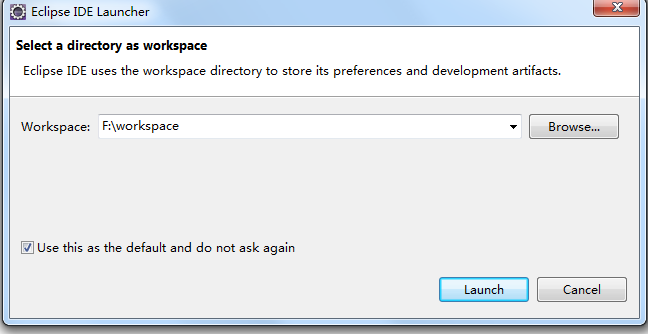 Eclipse IDE Launcher
Select a directory as workspace
Eclipse IDE uses the workspace directory to store its preferences and development artifacts.
Workspace: F:\workspace Browse...
Use this as the default and do not ask again
Launch Cancel